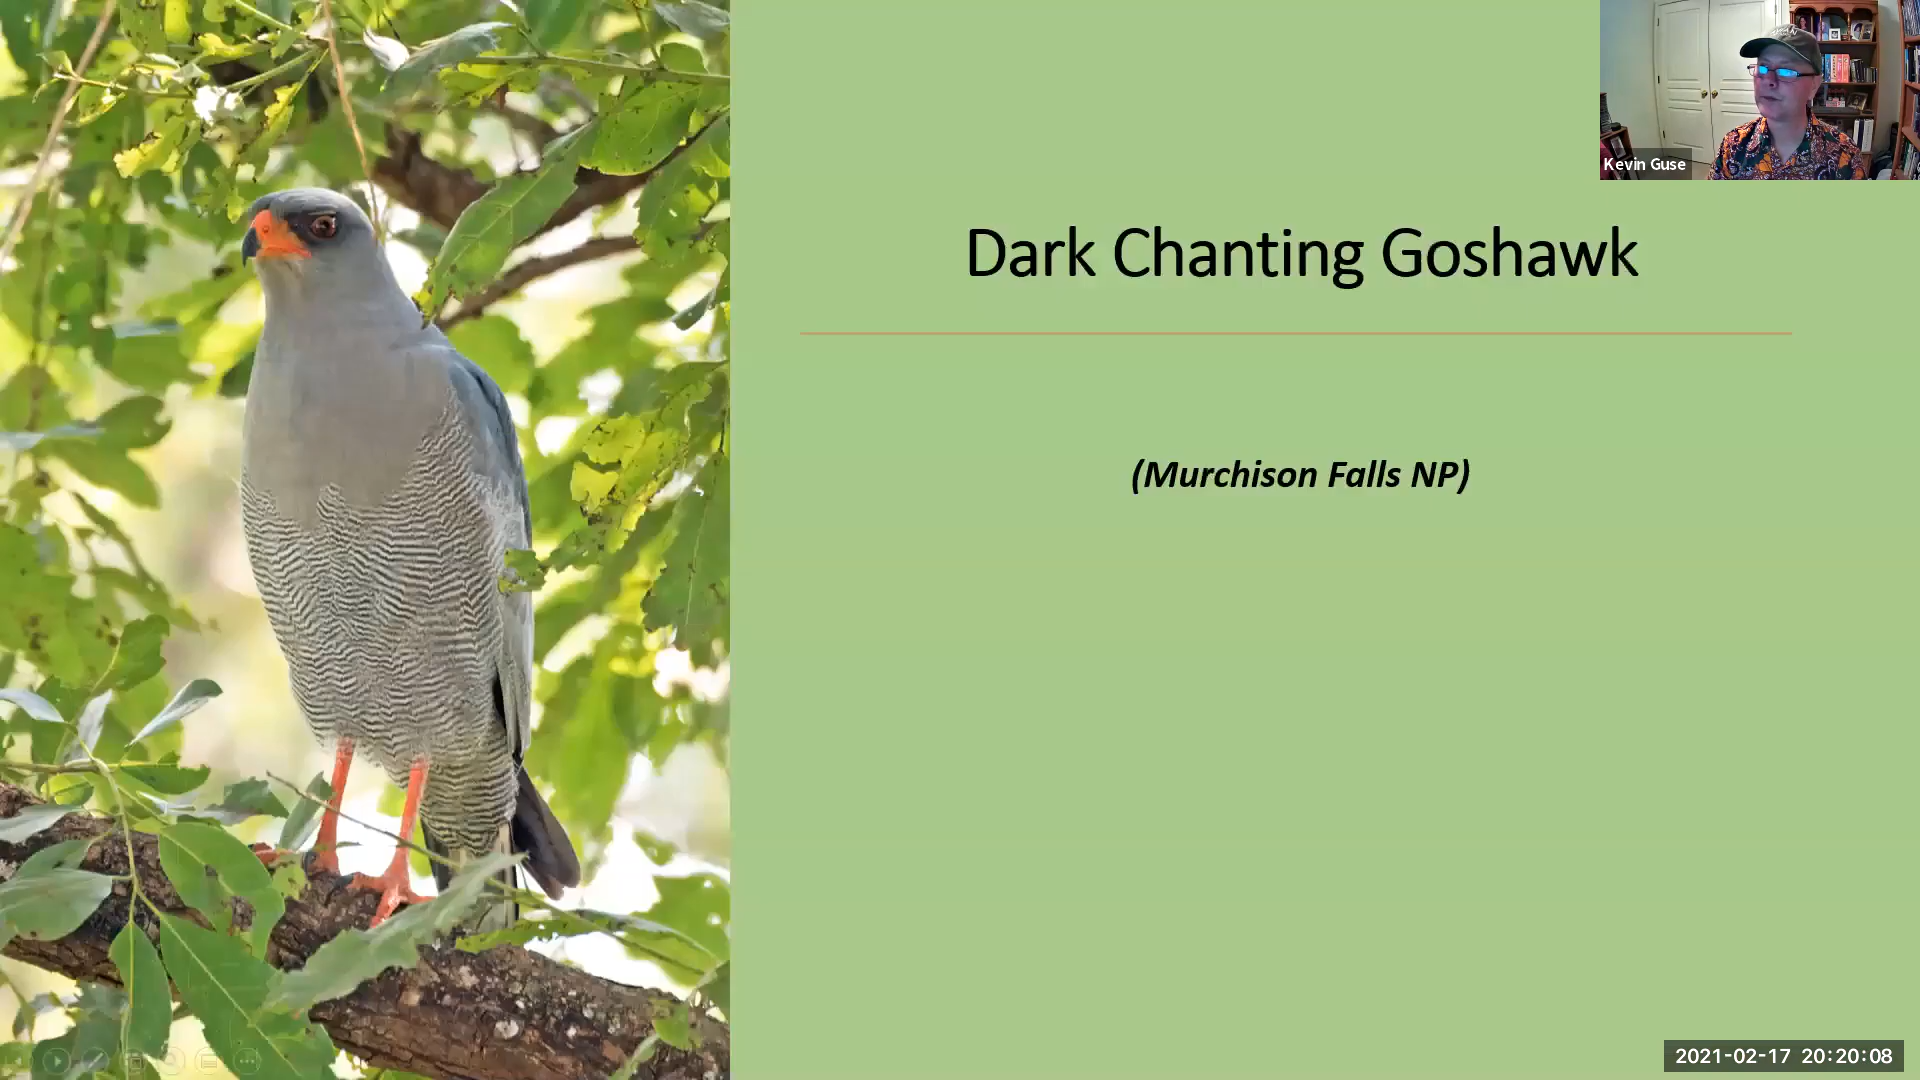 Kevin Guse
Dark Chanting Goshawk
(Murchison Falls NP)
2021-02-17 20:20:08